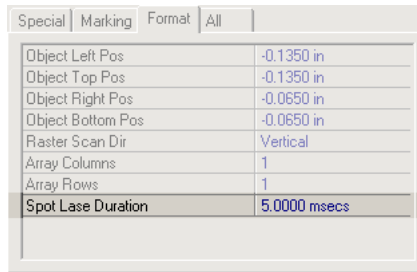 Special Marking Format All
Object Left Pos -0.1350 in
Object Top Pos -0.1350 in
Object Right Pos -0.0650 in
Object Bottom Pos -0.0650 in
Raster Scan Dir Vertical
Array Columns 1
Array Rows 1
Spot Lase Duration 5.0000 msecs